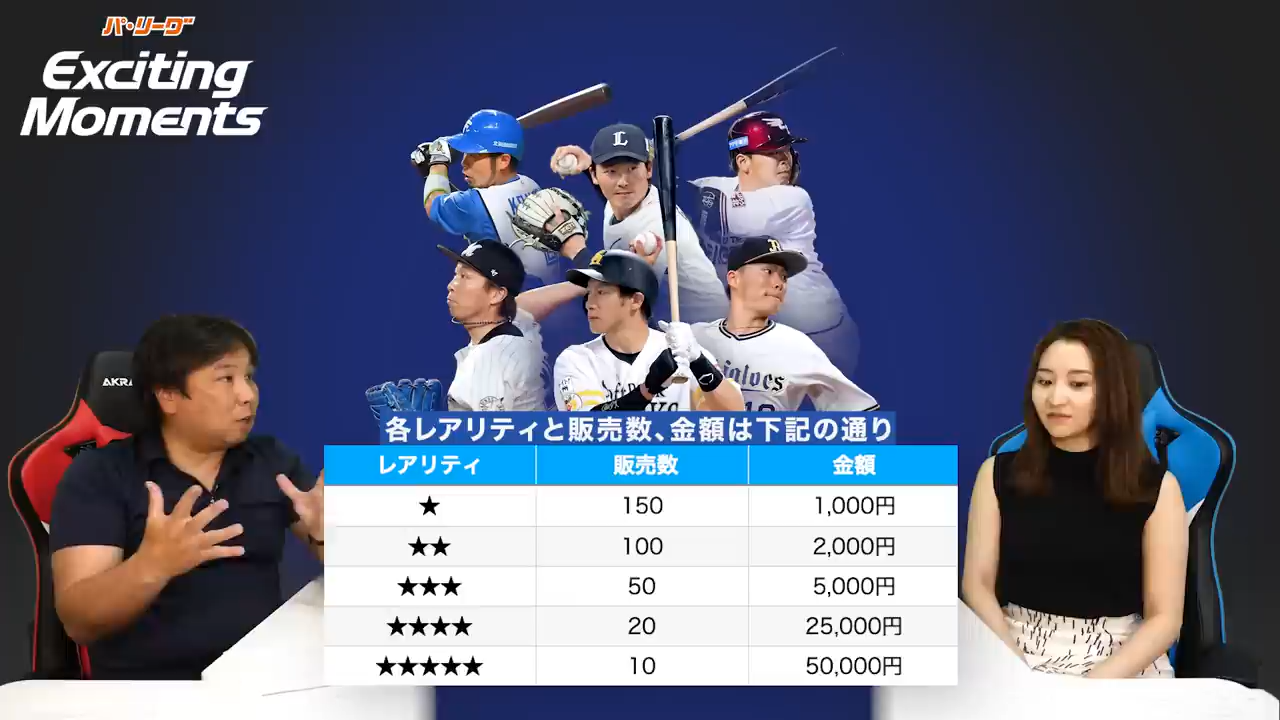 パ・リーグ
Exciting
Moments
L
AKRA
各レアリティと販売数、金額は下記の通り
レアリティ 販売数 金額
★ 150 1,000円
★★ 100 2,000円
★★★ 50 5,000円
★★★★ 20 25,000円
★★★★★ 10 50,000円